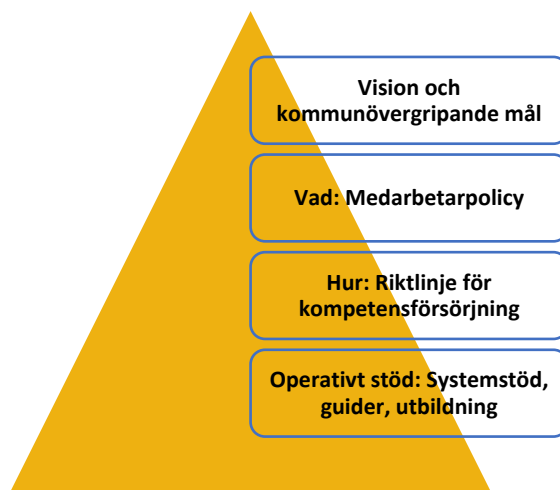 Vision och
kommunövergripande mål
Vad: Medarbetarpolicy
Hur: Riktlinje för
kompetensförsörjning
Operativt stöd: Systemstöd,
guider, utbildning